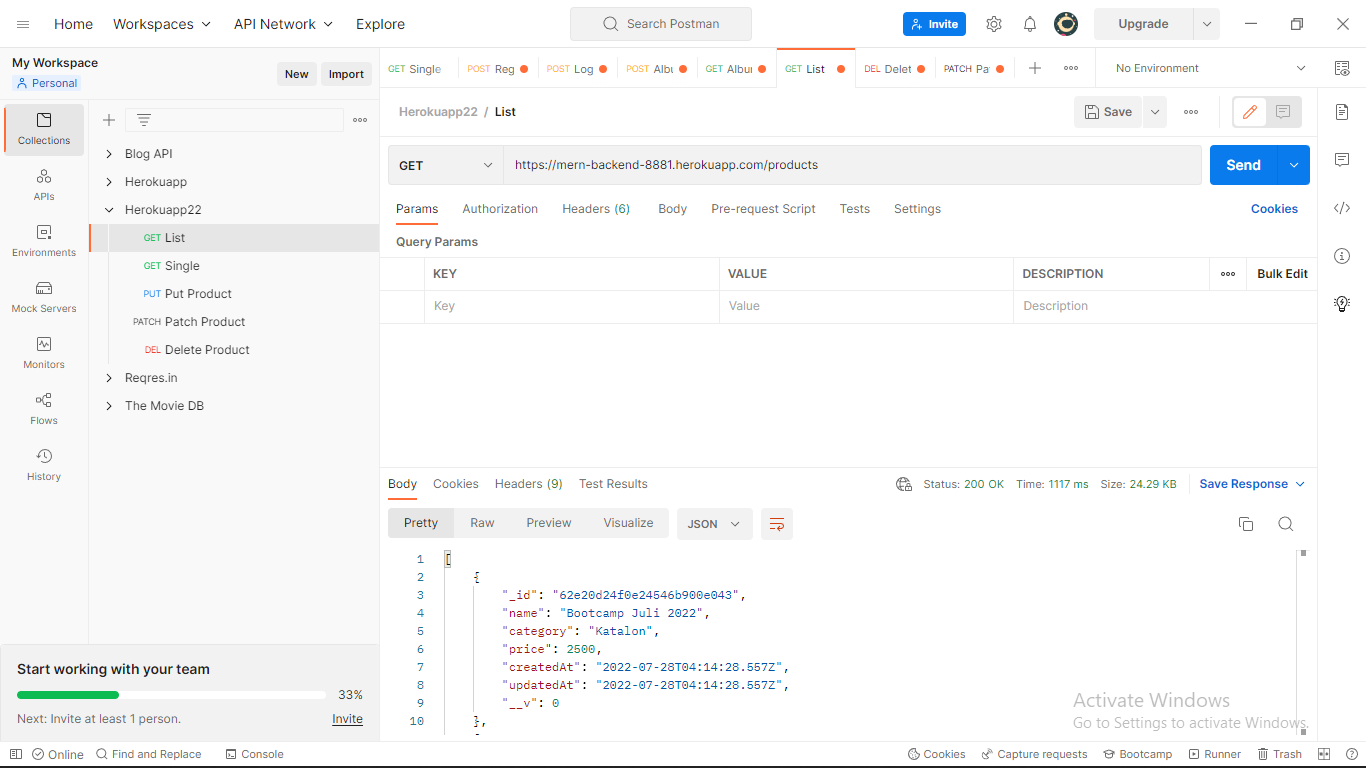 Home Workspaces API Network Explore Search Postman Invite Upgrade
My Workspace
Personal
New Import
GET Single POST Reg POST Log POST Albu GET Albu GET List DEL Delet PATCH Pa No Environment
Collections
APIs
Environments
Mock Servers
Monitors
Flows
History
Blog API
Herokuapp
Herokuapp22
GET List
GET Single
PUT Put Product
PATCH Patch Product
DEL Delete Product
Reqres.in
The Movie DB
Start working with your team
33%
Next: Invite at least 1 person. Invite
Herokuapp22 / List Save
GET https://mern-backend-8881.herokuapp.com/products Send
Params Authorization Headers (6) Body Pre-request Script Tests Settings Cookies
Query Params
KEY VALUE DESCRIPTION Bulk Edit
Key Value Description
Body Cookies Headers (9) Test Results Status: 200 OK Time: 1117 ms Size: 24.29 KB Save Response
Pretty Raw Preview Visualize JSON
1 [
2 {
3 "_id": "62e20d24f0e24546b900e043",
4 "name": "Bootcamp Juli 2022",
5 "category": "Katalon",
6 "price": 2500,
7 "createdAt": "2022-07-28T04:14:28.557Z",
8 "updatedAt": "2022-07-28T04:14:28.557Z",
9 "__v": 0
10 },
Activate Windows
Go to Settings to activate Windows.
Online Find and Replace Console Cookies Capture requests Bootcamp Runner Trash